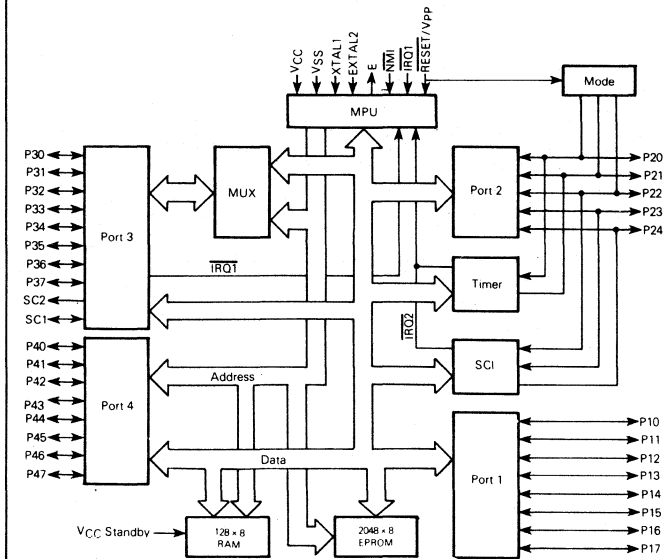 VCC
VSS
XTAL1
EXTAL2
E
NMI
IRQ1
RESET/VPP
MPU
Mode
P30
P31
P32
P33
P34
P35
P36
P37
SC2
SC1
Port 3
MUX
IRQ1
Port 2
P20
P21
P22
P23
P24
Timer
IRQ2
SCI
P40
P41
P42
P43
P44
P45
P46
P47
Port 4
Address
Data
Port 1
P10
P11
P12
P13
P14
P15
P16
P17
VCC Standby
128 × 8
RAM
2048 × 8
EPROM